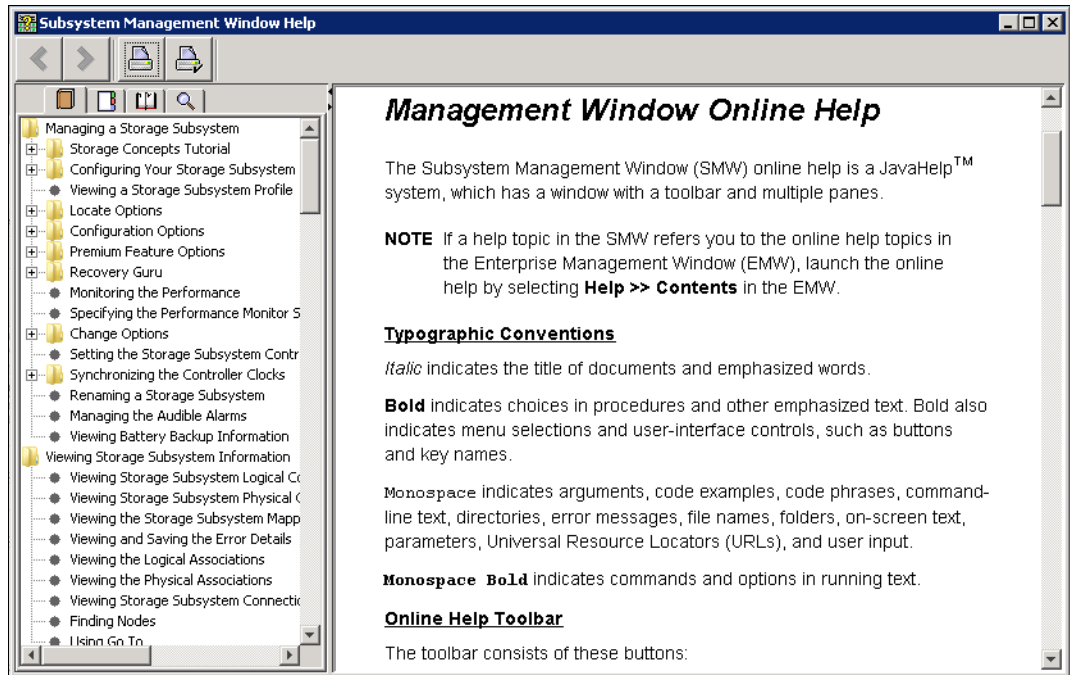 Subsystem Management Window Help
Managing a Storage Subsystem
Storage Concepts Tutorial
Configuring Your Storage Subsystem
Viewing a Storage Subsystem Profile
Locate Options
Configuration Options
Premium Feature Options
Recovery Guru
Monitoring the Performance
Specifying the Performance Monitor S
Change Options
Setting the Storage Subsystem Contr
Synchronizing the Controller Clocks
Renaming a Storage Subsystem
Managing the Audible Alarms
Viewing Battery Backup Information
Viewing Storage Subsystem Information
Viewing Storage Subsystem Logical Co
Viewing Storage Subsystem Physical C
Viewing the Storage Subsystem Mapp
Viewing and Saving the Error Details
Viewing the Logical Associations
Viewing the Physical Associations
Viewing Storage Subsystem Connectio
Finding Nodes
Using Go To
Management Window Online Help
The Subsystem Management Window (SMW) online help is a JavaHelp™
system, which has a window with a toolbar and multiple panes.
NOTE If a help topic in the SMW refers you to the online help topics in
the Enterprise Management Window (EMW), launch the online
help by selecting Help >> Contents in the EMW.
Typographic Conventions
Italic indicates the title of documents and emphasized words.
Bold indicates choices in procedures and other emphasized text. Bold also
indicates menu selections and user-interface controls, such as buttons
and key names.
Monospace indicates arguments, code examples, code phrases, command-
line text, directories, error messages, file names, folders, on-screen text,
parameters, Universal Resource Locators (URLs), and user input.
Monospace Bold indicates commands and options in running text.
Online Help Toolbar
The toolbar consists of these buttons: